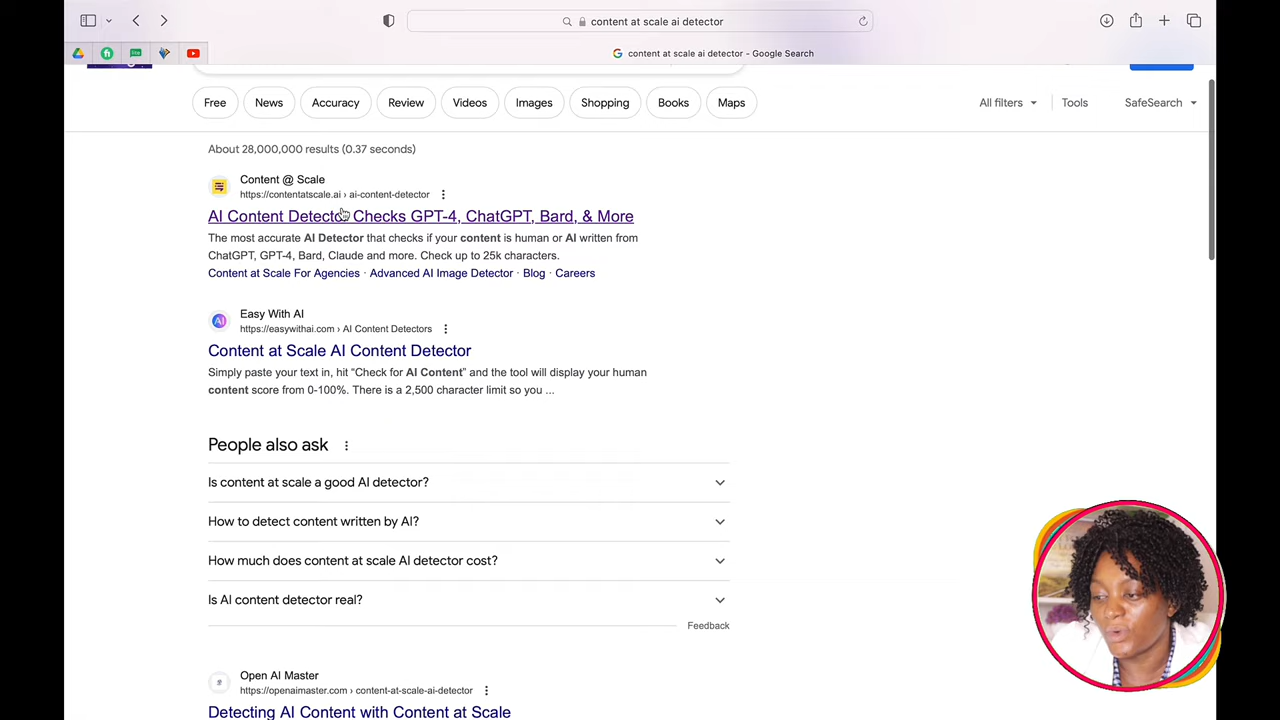 content at scale ai detector
content at scale ai detector - Google Search
Free
News
Accuracy
Review
Videos
Images
Shopping
Books
Maps
All filters
Tools
SafeSearch
About 28,000,000 results (0.37 seconds)
Content @ Scale
https://contentatscale.ai › ai-content-detector
AI Content Detector Checks GPT-4, ChatGPT, Bard, & More
The most accurate AI Detector that checks if your content is human or AI written from
ChatGPT, GPT-4, Bard, Claude and more. Check up to 25k characters.
Content at Scale For Agencies · Advanced AI Image Detector · Blog · Careers
AI
Easy With AI
https://easywithai.com › AI Content Detectors
Content at Scale AI Content Detector
Simply paste your text in, hit “Check for AI Content” and the tool will display your human
content score from 0-100%. There is a 2,500 character limit so you ...
People also ask
Is content at scale a good AI detector?
How to detect content written by AI?
How much does content at scale AI detector cost?
Is AI content detector real?
Feedback
Open AI Master
https://openaimaster.com › content-at-scale-ai-detector
Detecting AI Content with Content at Scale